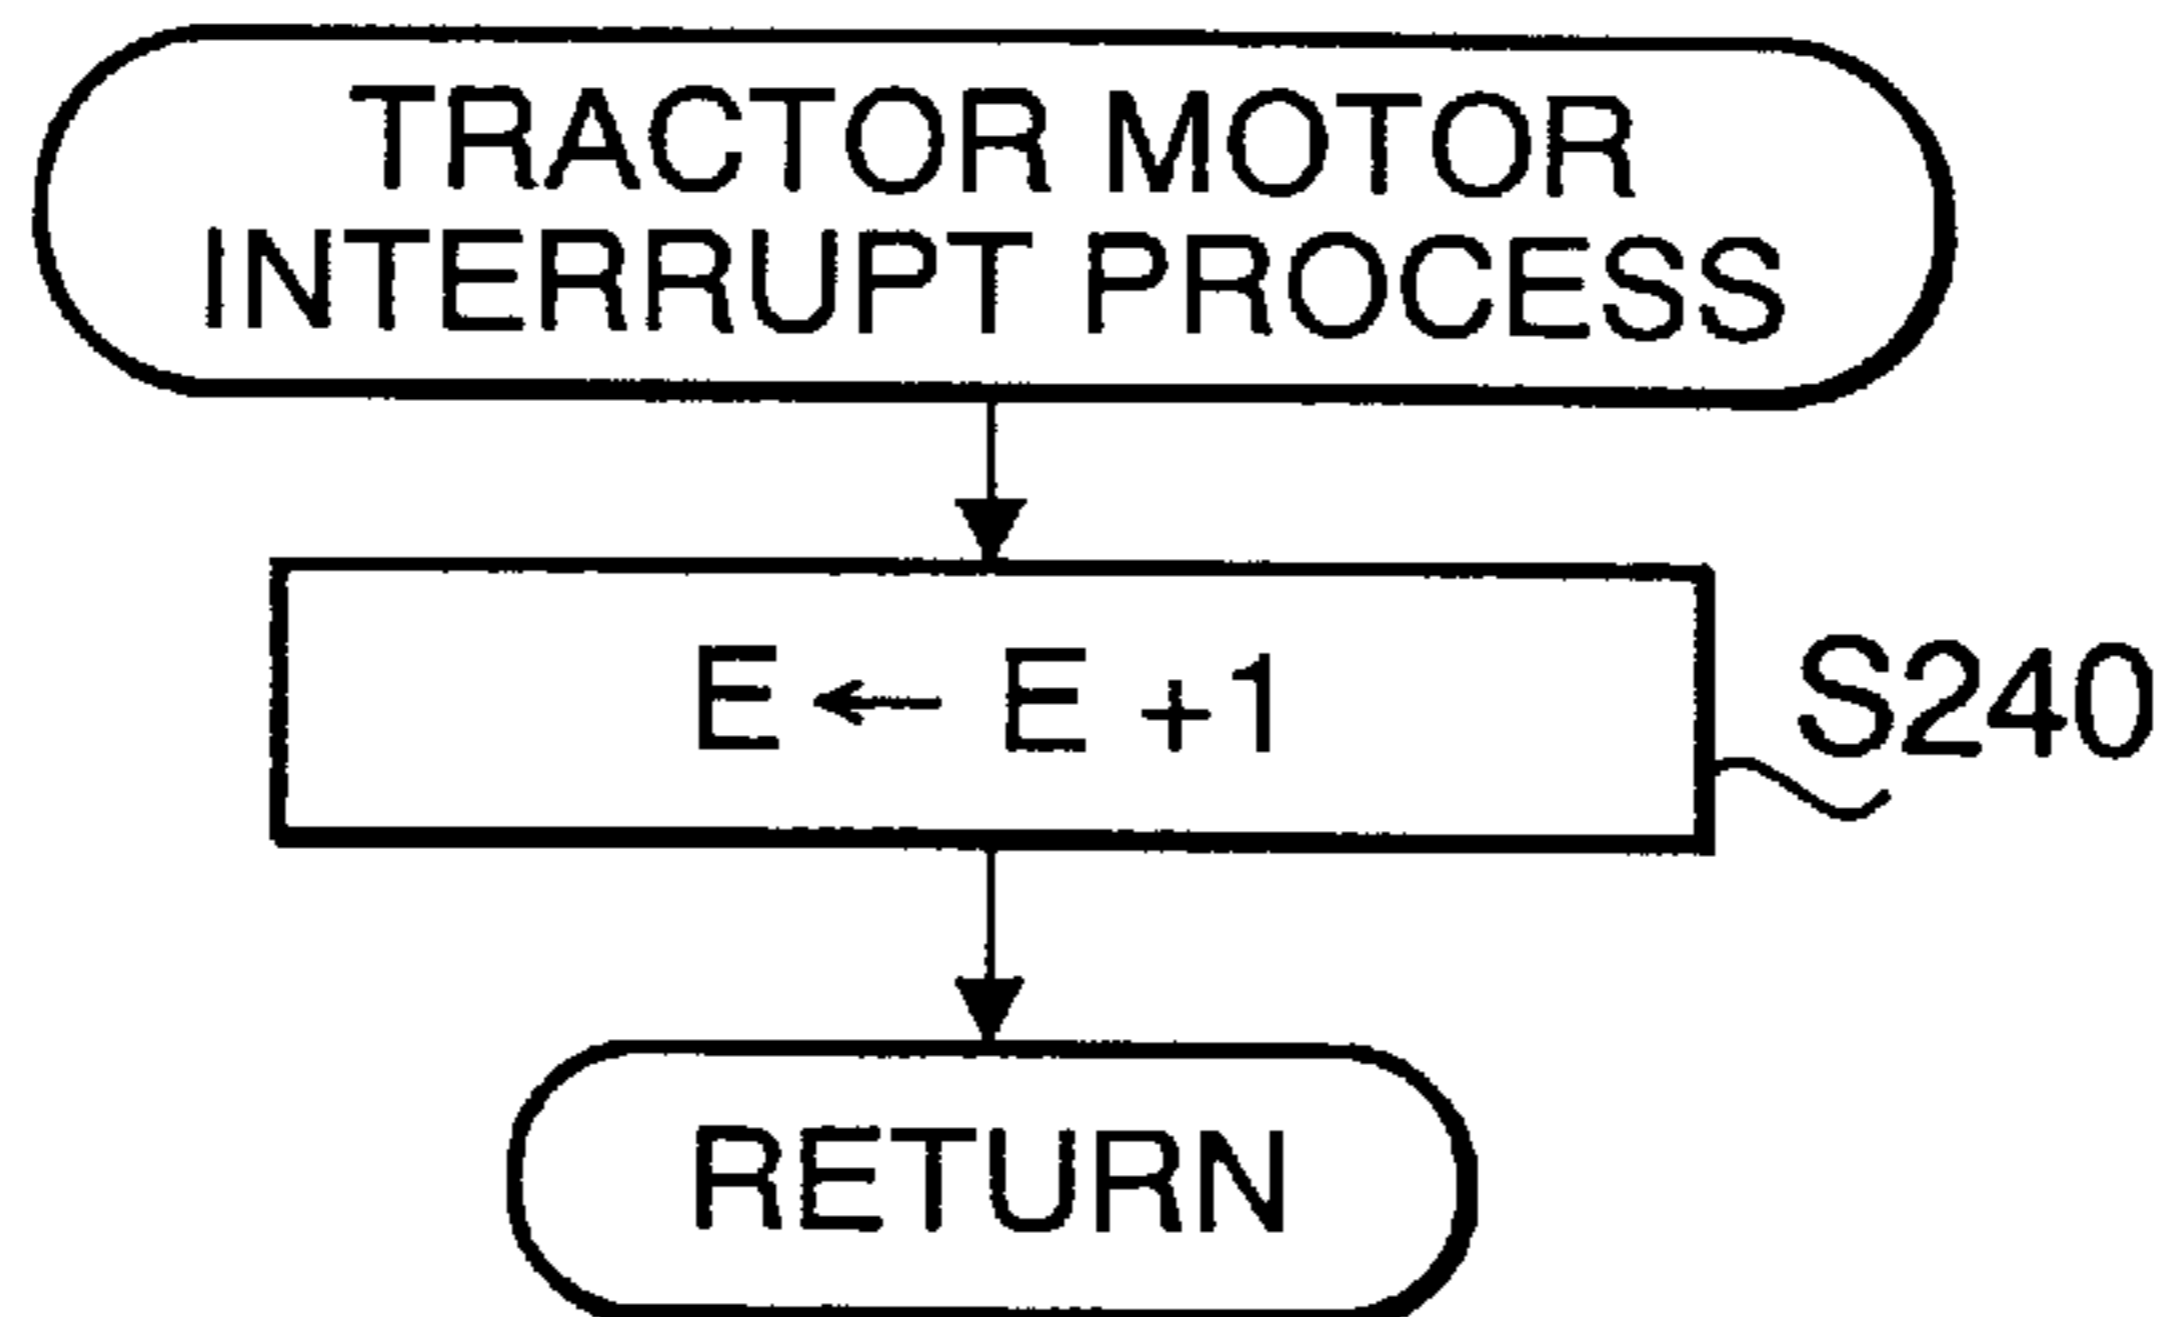 TRACTOR MOTOR
INTERRUPT PROCESS
E ← E +1
S240
RETURN